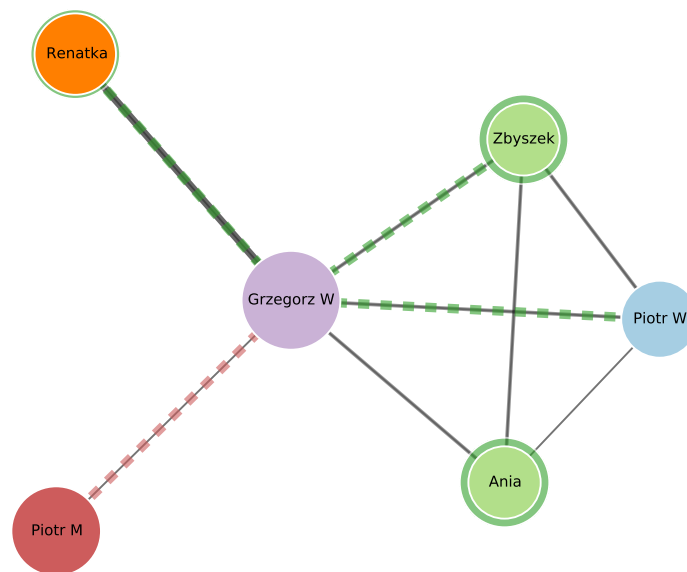 Renatka
Zbyszek
Grzegorz W
Piotr W
Ania
Piotr M